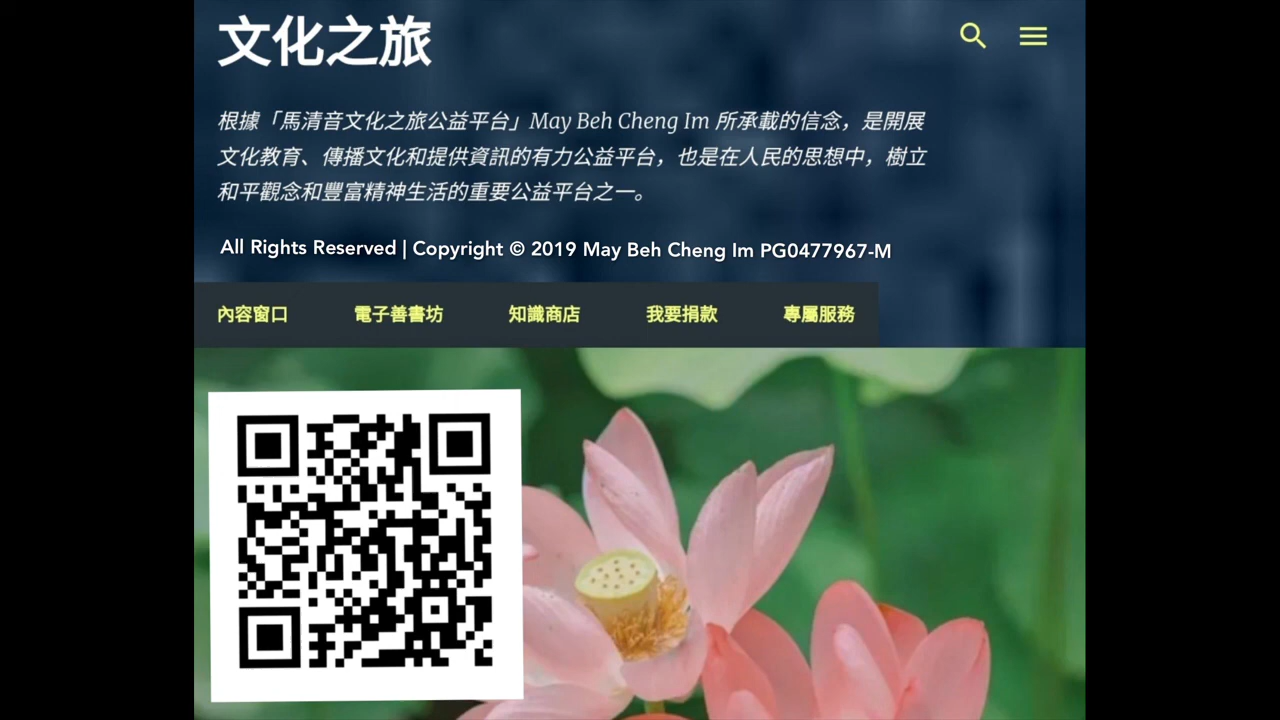 文化之旅
根據「馬清音文化之旅公益平台」May Beh Cheng Im 所承載的信念，是開展
文化教育、傳播文化和提供資訊的有力公益平台，也是在人民的思想中，樹立
和平觀念和豐富精神生活的重要公益平台之一。
All Rights Reserved | Copyright © 2019 May Beh Cheng Im PG0477967-M
內容窗口 電子善書坊 知識商店 我要捐款 專屬服務